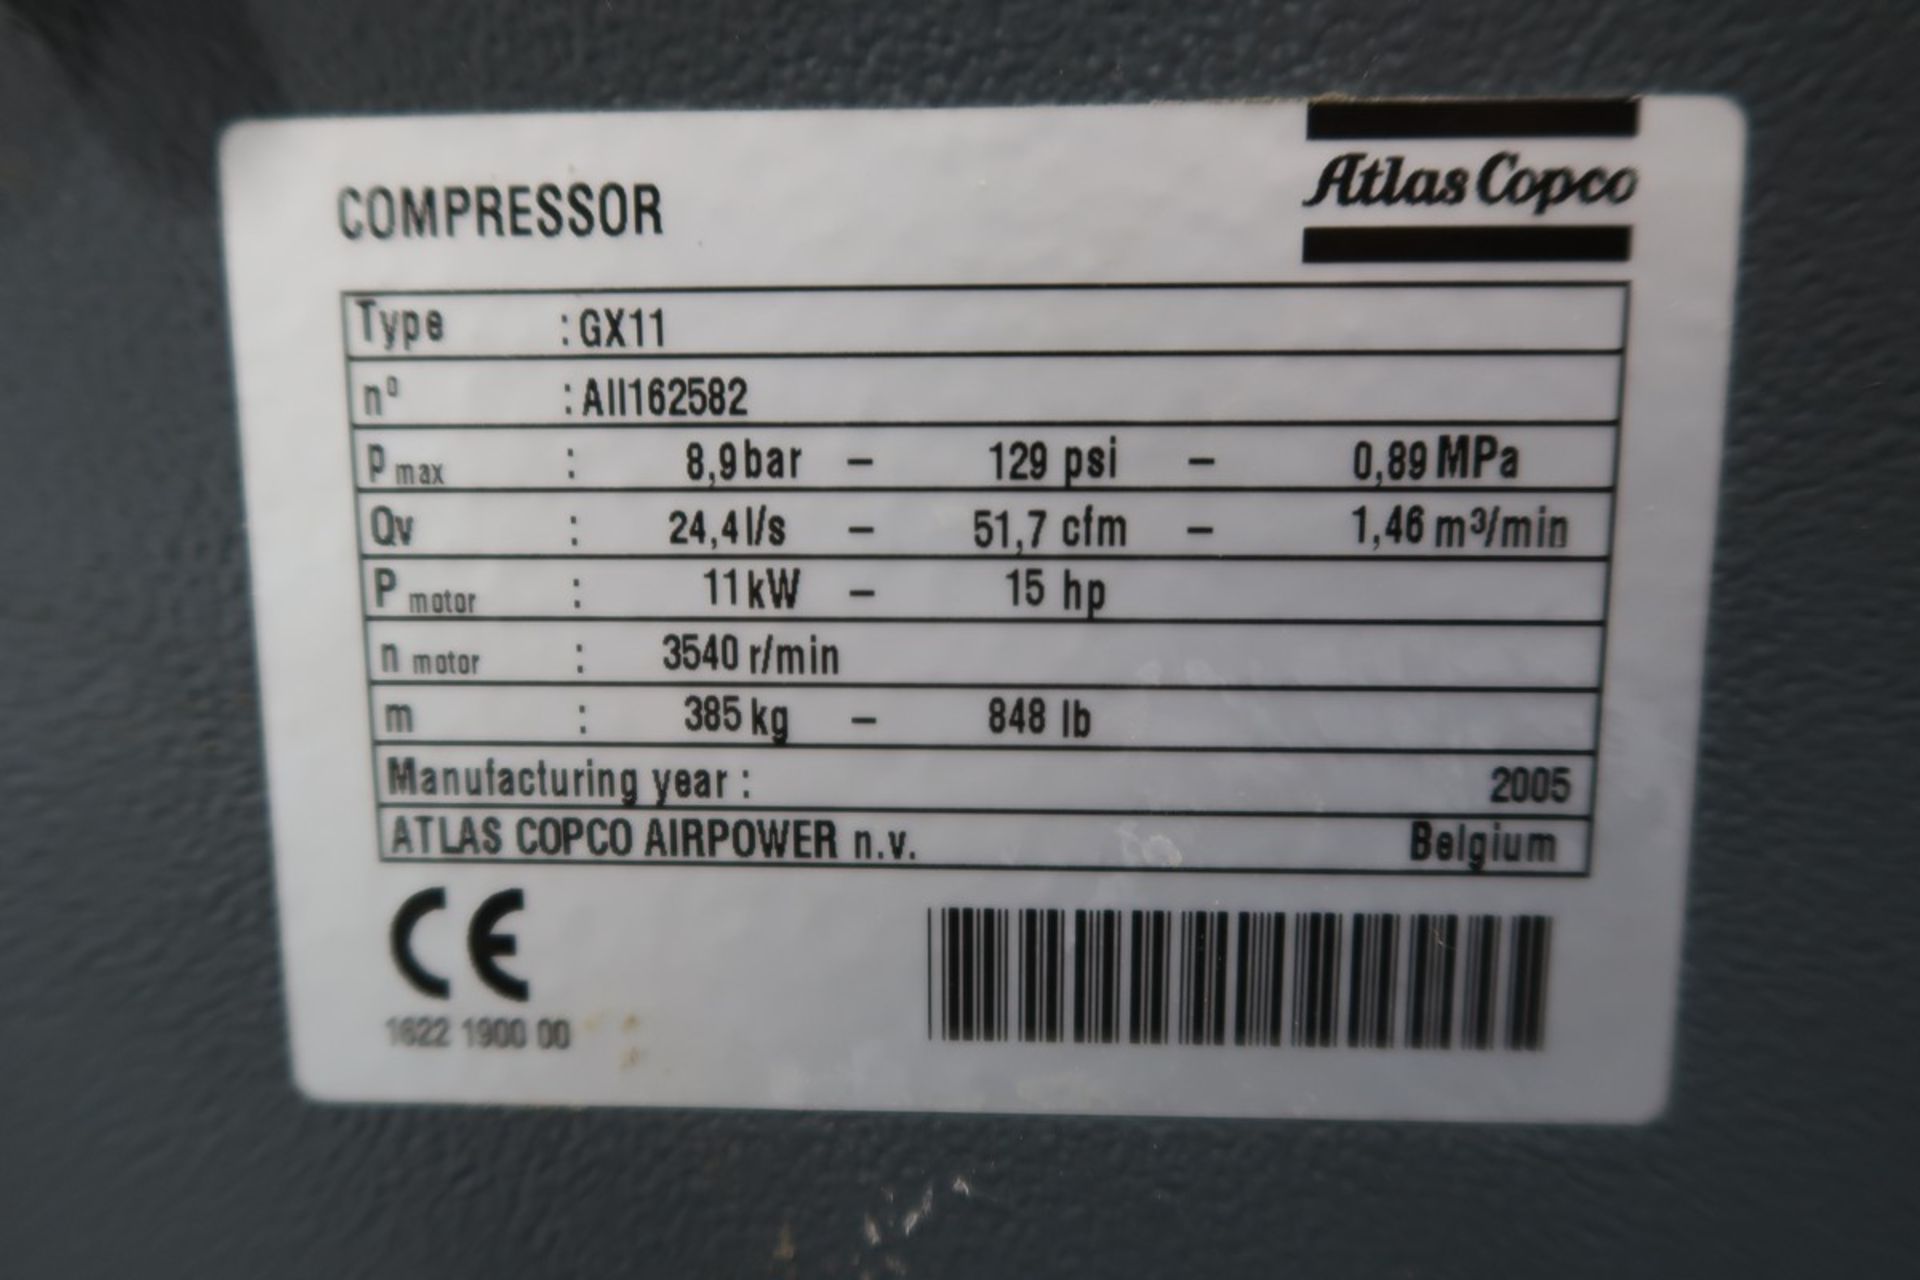 COMPRESSOR
Atlas Copco
Type : GX11
nº : AII162582
P max : 8,9 bar – 129 psi – 0,89 MPa
Qv : 24,4 l/s – 51,7 cfm – 1,46 m³/min
P motor : 11 kW – 15 hp
n motor : 3540 r/min
m : 385 kg – 848 lb
Manufacturing year : 2005
ATLAS COPCO AIRPOWER n.v. Belgium
CE
1622 1900 00